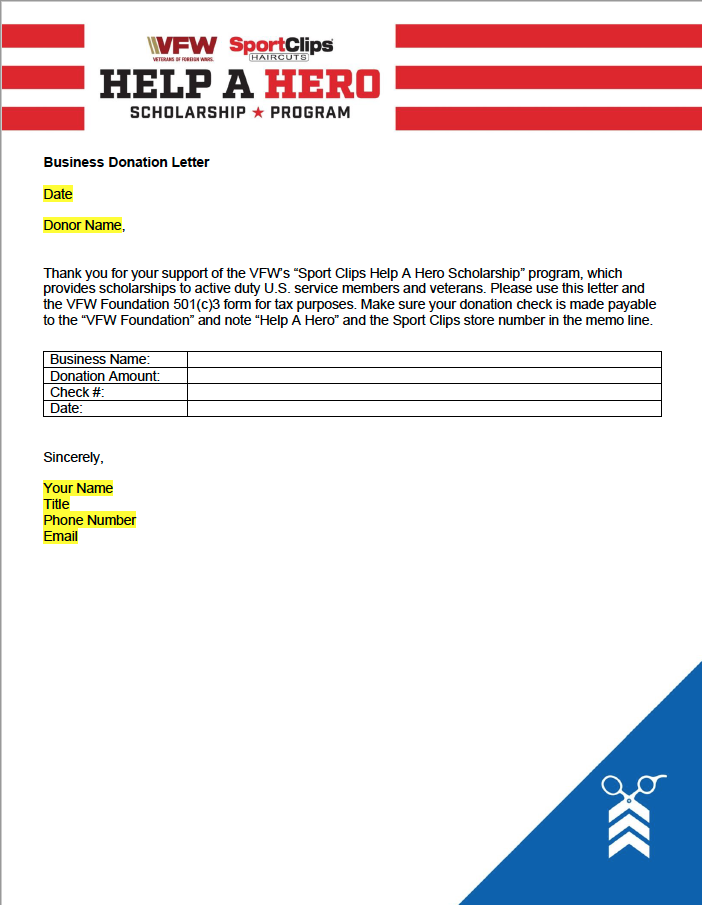 VFW SportClips
VETERANS OF FOREIGN WARS. HAIRCUTS
HELP A HERO
SCHOLARSHIP ★ PROGRAM
Business Donation Letter
Date
Donor Name,
Thank you for your support of the VFW’s “Sport Clips Help A Hero Scholarship” program, which
provides scholarships to active duty U.S. service members and veterans. Please use this letter and
the VFW Foundation 501(c)3 form for tax purposes. Make sure your donation check is made payable
to the “VFW Foundation” and note “Help A Hero” and the Sport Clips store number in the memo line.
Business Name:
Donation Amount:
Check #:
Date:
Sincerely,
Your Name
Title
Phone Number
Email